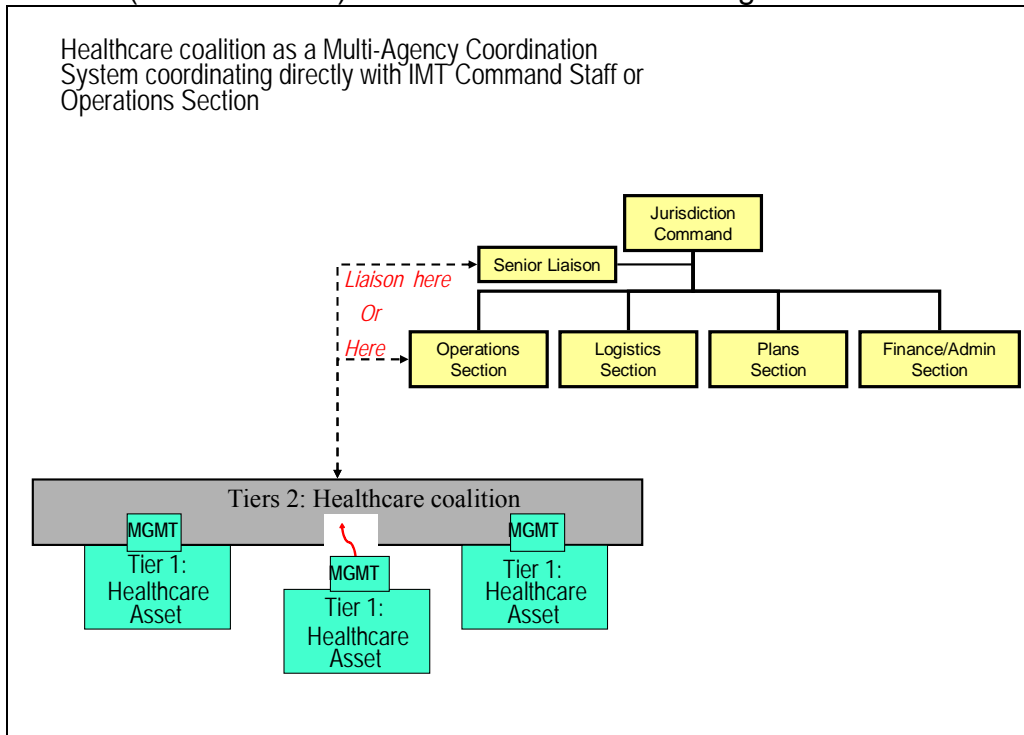 Healthcare coalition as a Multi-Agency Coordination
System coordinating directly with IMT Command Staff or
Operations Section
Jurisdiction
Command
Senior Liaison
Liaison here
Or
Here
Operations
Section
Logistics
Section
Plans
Section
Finance/Admin
Section
Tiers 2: Healthcare coalition
MGMT
Tier 1:
Healthcare
Asset
MGMT
Tier 1:
Healthcare
Asset
MGMT
Tier 1:
Healthcare
Asset